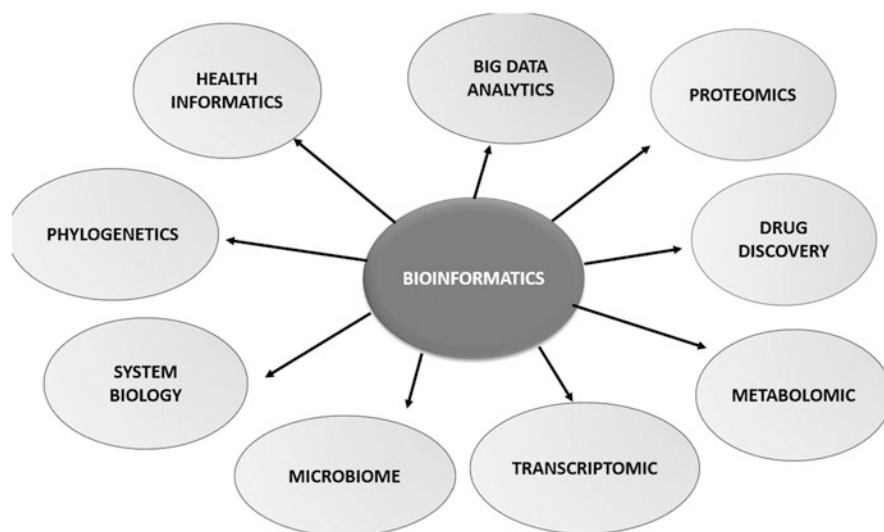 HEALTH
INFORMATICS
BIG DATA
ANALYTICS
PROTEOMICS
PHYLOGENETICS
BIOINFORMATICS
DRUG
DISCOVERY
SYSTEM
BIOLOGY
METABOLOMIC
MICROBIOME
TRANSCRIPTOMIC